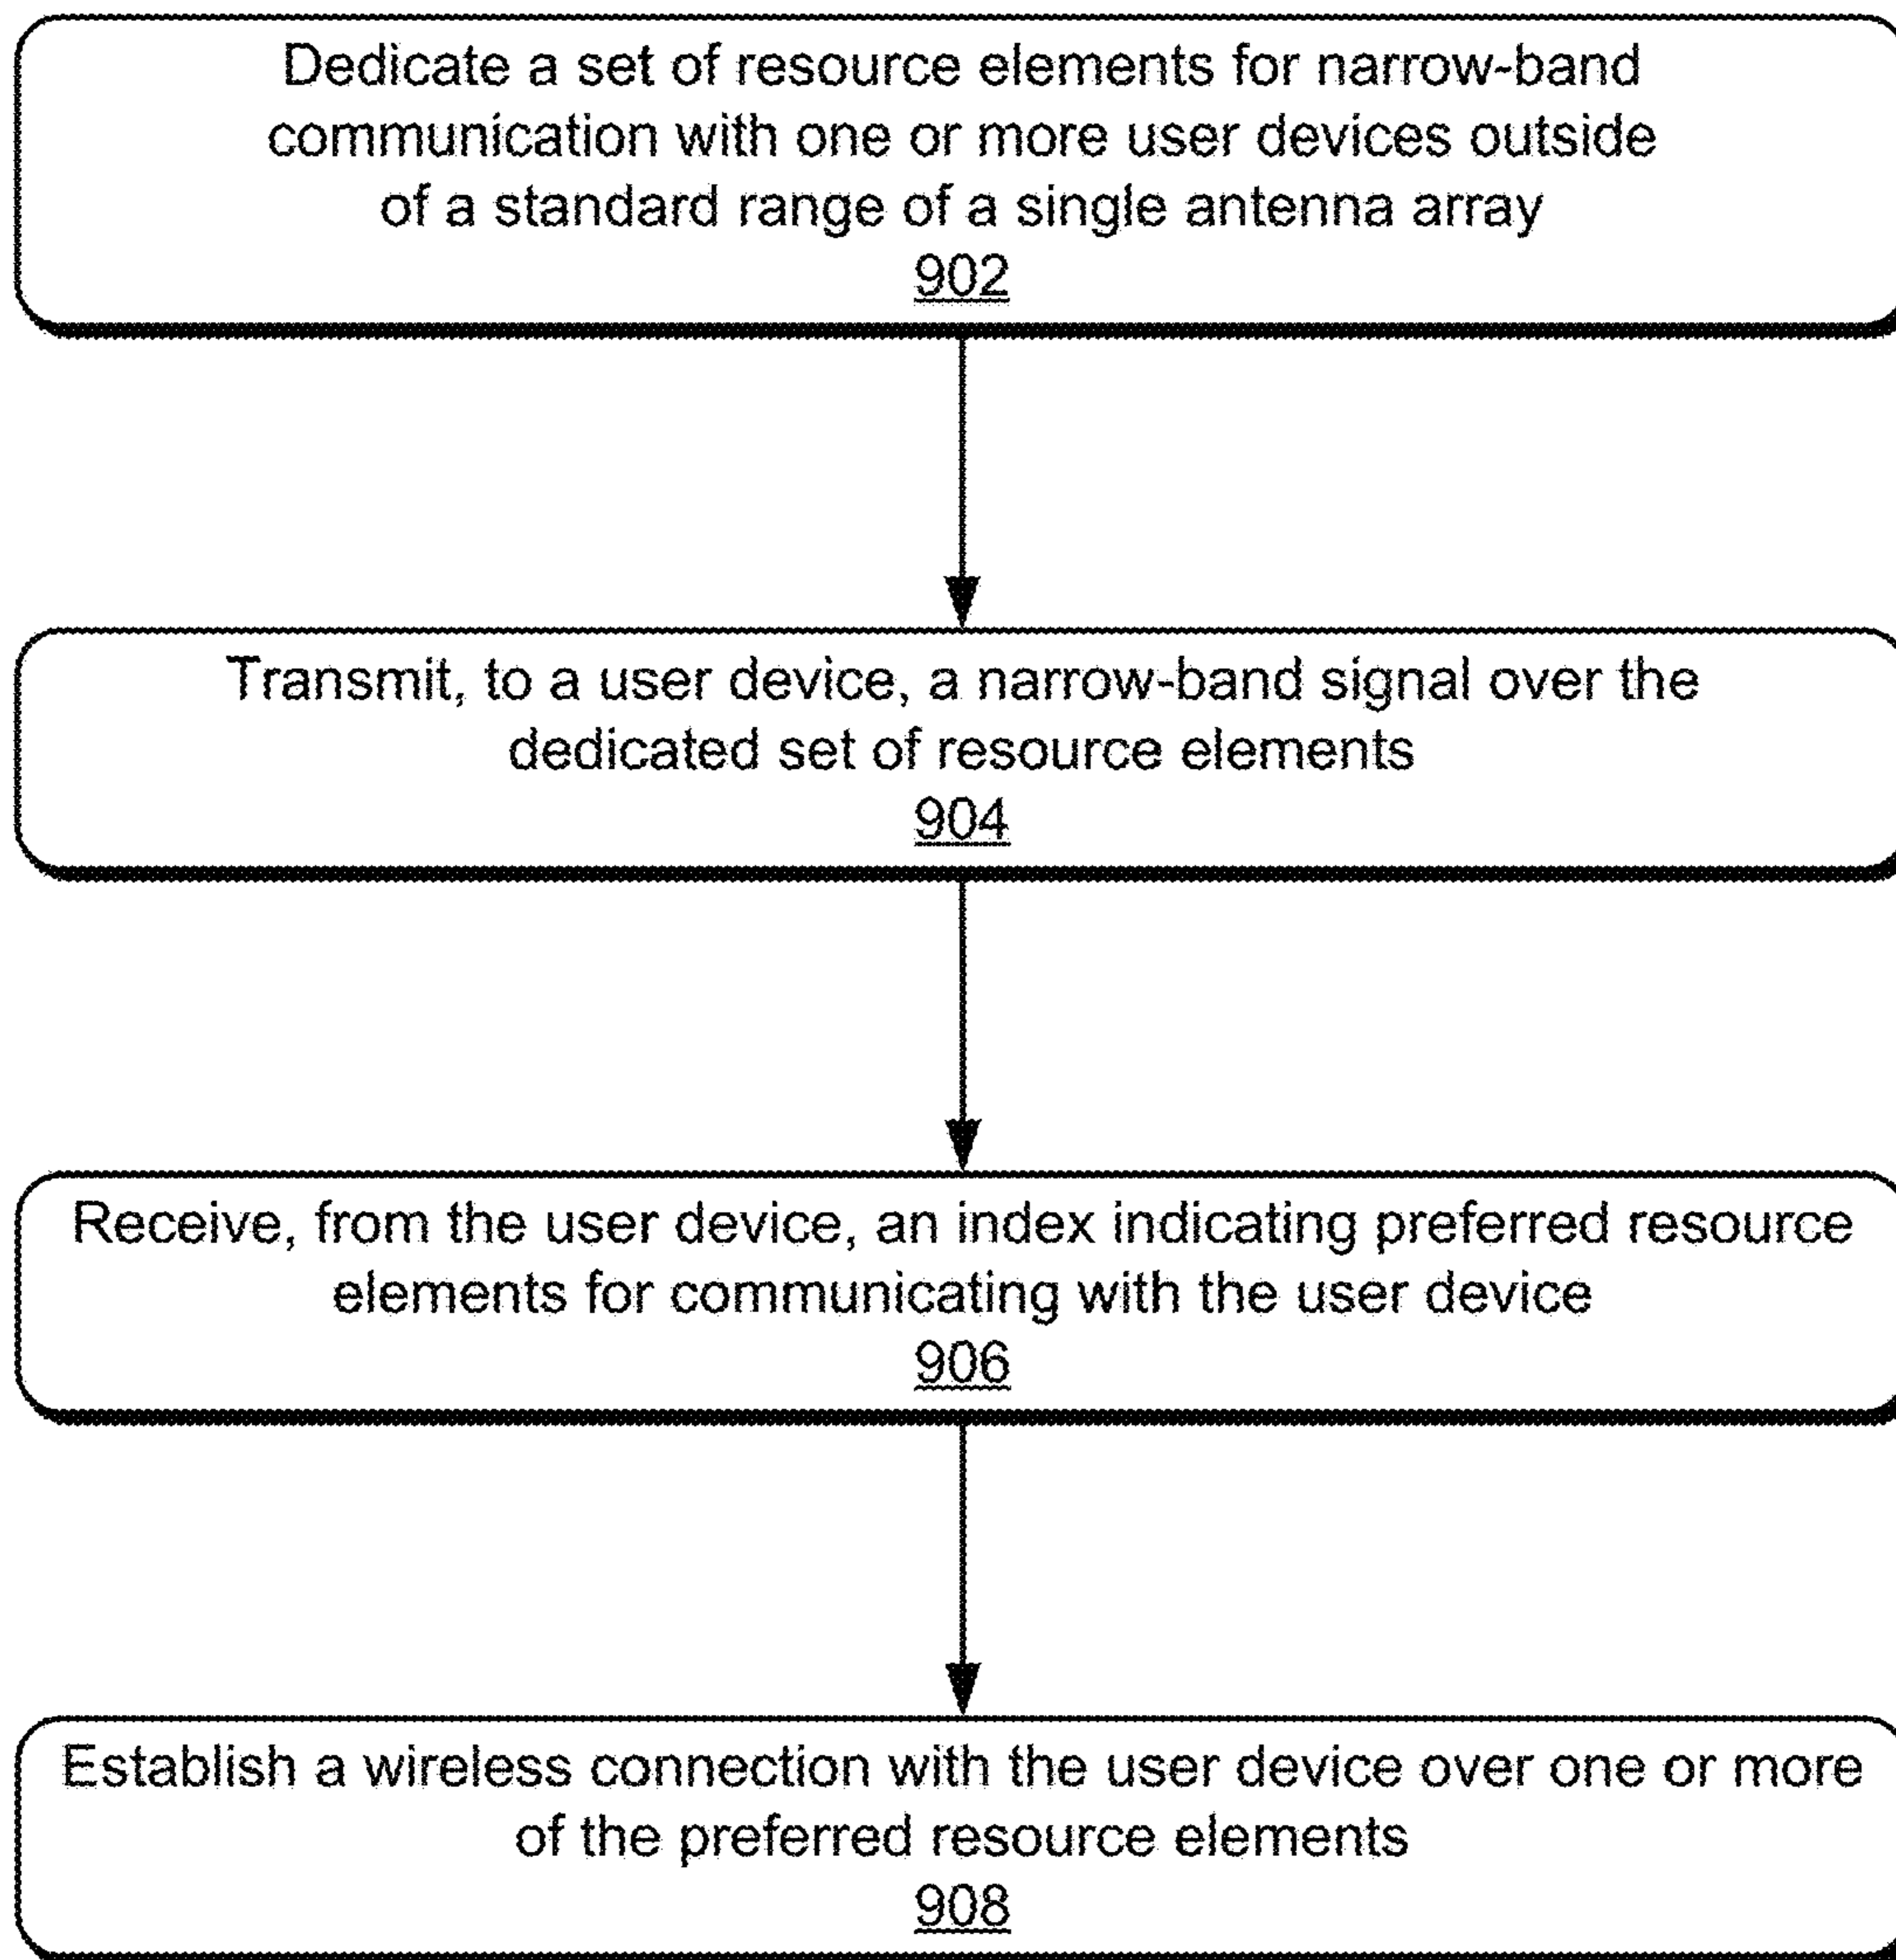 Dedicate a set of resource elements for narrow-band
communication with one or more user devices outside
of a standard range of a single antenna array
902
Transmit, to a user device, a narrow-band signal over the
dedicated set of resource elements
904
Receive, from the user device, an index indicating preferred resource
elements for communicating with the user device
906
Establish a wireless connection with the user device over one or more
of the preferred resource elements
908